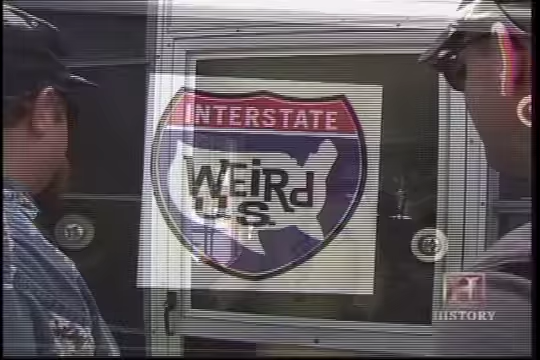 INTERSTATE
WEiRd
U.S.
H
HISTORY